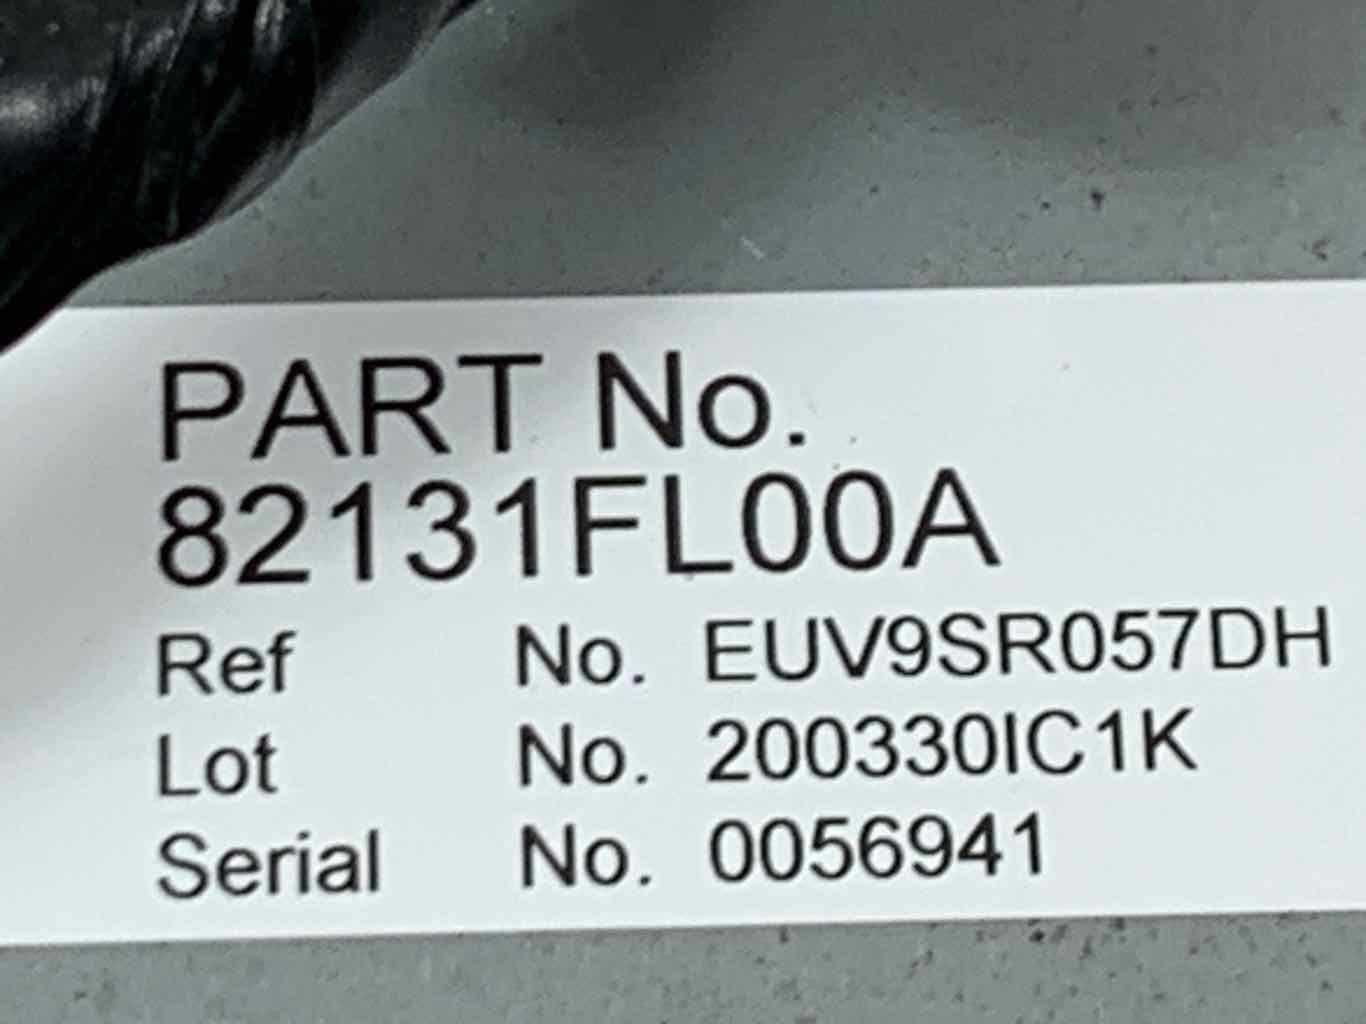 PART No.
82131FL00A
Ref No. EUV9SR057DH
Lot No. 200330IC1K
Serial No. 0056941